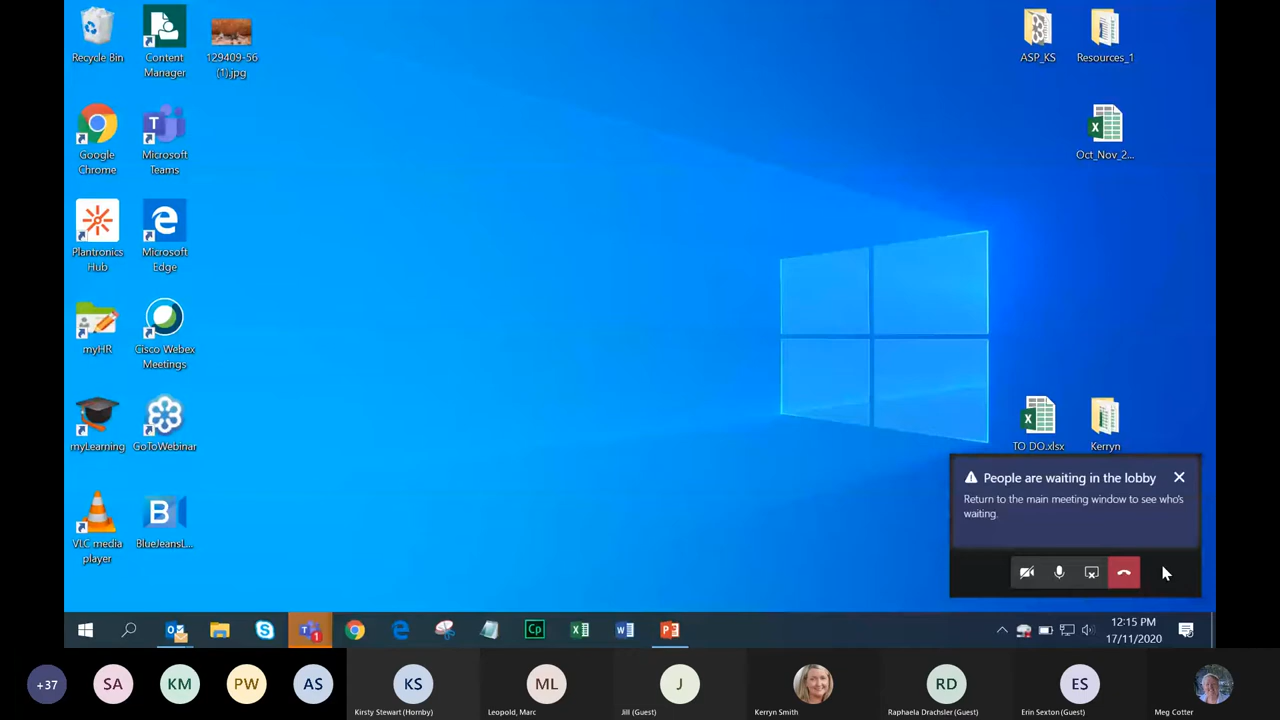 Recycle Bin
Content
Manager
129409-56
(1).jpg
ASP_KS
Resources_1
Google
Chrome
Microsoft
Teams
Oct_Nov_2...
Plantronics
Hub
Microsoft
Edge
myHR
Cisco Webex
Meetings
myLearning
GoToWebinar
TO DO.xlsx
Kerryn
VLC media
player
B
BlueJeansL...
People are waiting in the lobby
Return to the main meeting window to see who's
waiting.
1
Cp
12:15 PM
17/11/2020
+37
SA
KM
PW
AS
KS
ML
J
RD
ES
Kirsty Stewart (Hornby)
Leopold, Marc
Jill (Guest)
Kerryn Smith
Raphaela Drachsler (Guest)
Erin Sexton (Guest)
Meg Cotter